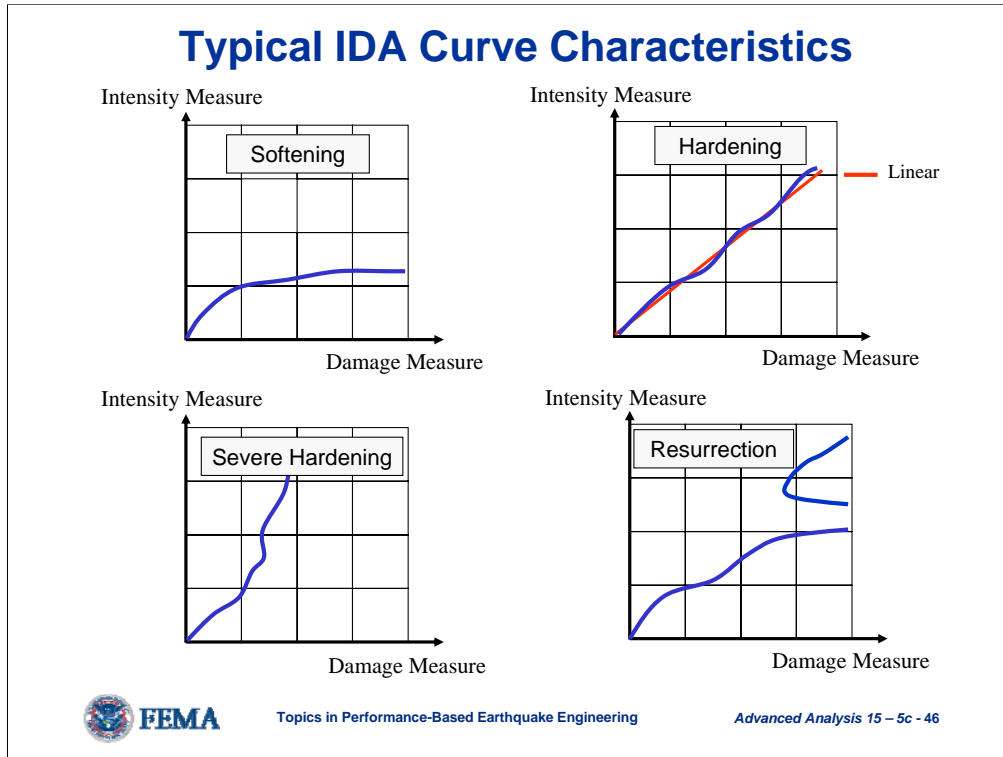 Typical IDA Curve Characteristics
Intensity Measure
Softening
Damage Measure
Intensity Measure
Hardening
Linear
Damage Measure
Intensity Measure
Severe Hardening
Damage Measure
Intensity Measure
Resurrection
Damage Measure
FEMA
Topics in Performance-Based Earthquake Engineering
Advanced Analysis 15 – 5c - 46